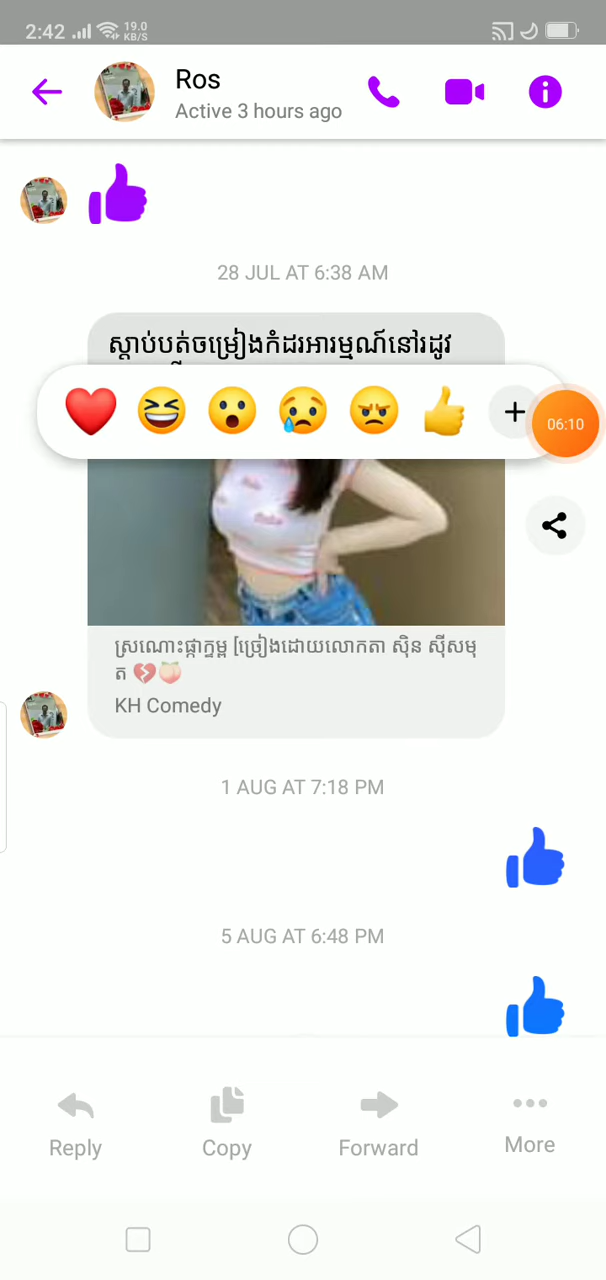 2:42
19.0
KB/S
Ros
Active 3 hours ago
28 JUL AT 6:38 AM
ស្តាប់បត់ចម្រៀងកំដរអារម្មណ៍នៅរដូវ
06:10
ស្រណោះផ្កាក្ទម្ព [ច្រៀងដោយលោកតា ស៊ិន ស៊ីសមុ
ត 💔🍑
KH Comedy
1 AUG AT 7:18 PM
5 AUG AT 6:48 PM
Reply
Copy
Forward
More